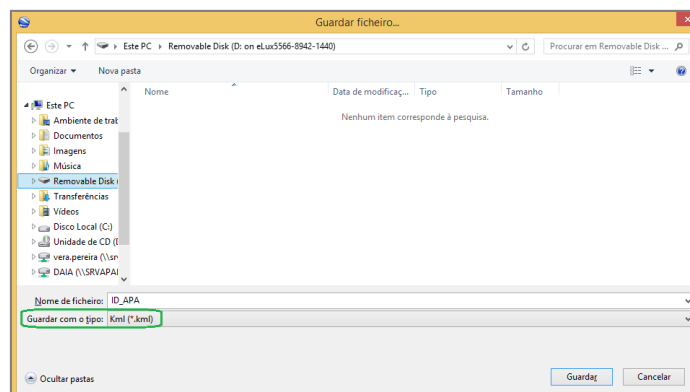 Guardar ficheiro...
Este PC Removable Disk (D: on eLux5566-8942-1440)
Procurar em Removable Disk ...
Organizar Nova pasta
Nome Data de modificaç... Tipo Tamanho
Nenhum item corresponde à pesquisa.
Este PC
Ambiente de trab
Documentos
Imagens
Música
Removable Disk (
Transferências
Vídeos
Disco Local (C:)
Unidade de CD (
vera.pereira (\\srv
DAIA (\\SRVAPAI
Nome de ficheiro: ID_APA
Guardar com o tipo: Kml (*.kml)
Ocultar pastas
Guardar Cancelar